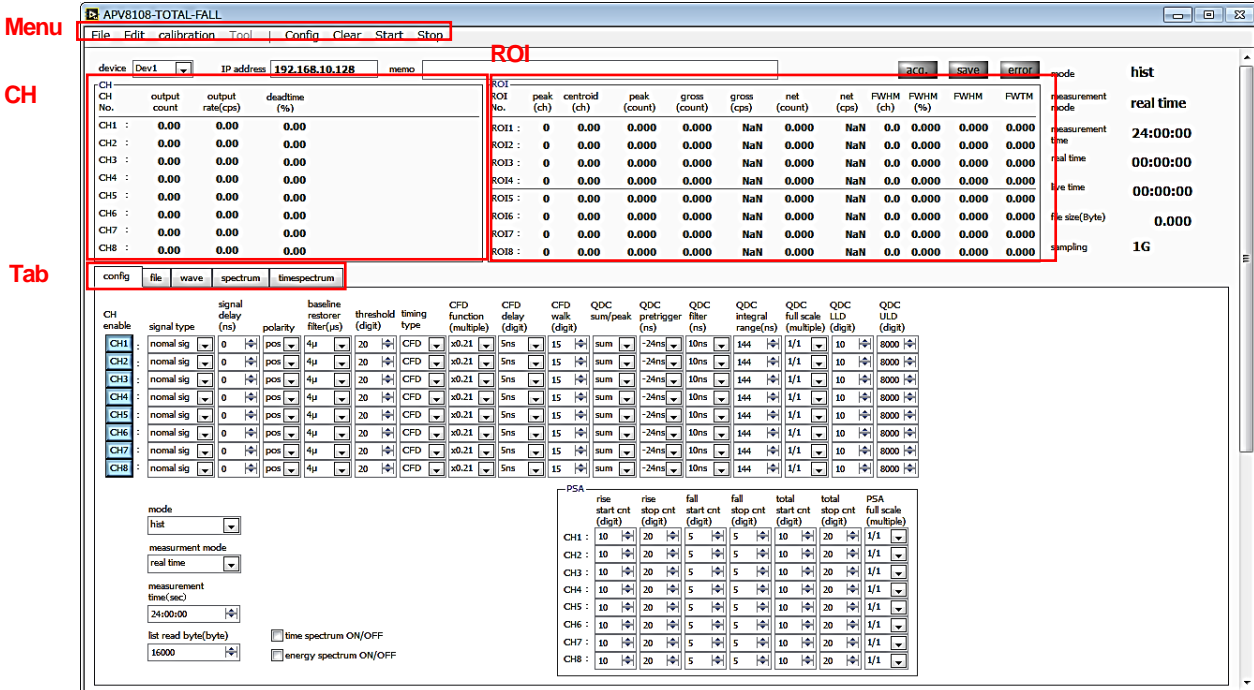 APV8108-TOTAL-FALL
Menu
File Edit calibration Tool | Config Clear Start Stop
ROI
device Dev1 IP address 192.168.10.128 memo acq. save error
mode hist
measurement mode real time
measurement time 24:00:00
real time 00:00:00
live time 00:00:00
file size(Byte) 0.000
sampling 1G
CH
CH
CH No. output count output rate(cps) deadtime (%)
CH1 : 0.00 0.00 0.00
CH2 : 0.00 0.00 0.00
CH3 : 0.00 0.00 0.00
CH4 : 0.00 0.00 0.00
CH5 : 0.00 0.00 0.00
CH6 : 0.00 0.00 0.00
CH7 : 0.00 0.00 0.00
CH8 : 0.00 0.00 0.00
ROI
ROI No. peak (ch) centroid (ch) peak (count) gross (count) gross (cps) net (count) net (cps) FWHM (ch) FWHM (%) FWHM FWTM
ROI1 : 0 0.00 0.000 0.000 NaN 0.000 NaN 0.0 0.000 0.000 0.000
ROI2 : 0 0.00 0.000 0.000 NaN 0.000 NaN 0.0 0.000 0.000 0.000
ROI3 : 0 0.00 0.000 0.000 NaN 0.000 NaN 0.0 0.000 0.000 0.000
ROI4 : 0 0.00 0.000 0.000 NaN 0.000 NaN 0.0 0.000 0.000 0.000
ROI5 : 0 0.00 0.000 0.000 NaN 0.000 NaN 0.0 0.000 0.000 0.000
ROI6 : 0 0.00 0.000 0.000 NaN 0.000 NaN 0.0 0.000 0.000 0.000
ROI7 : 0 0.00 0.000 0.000 NaN 0.000 NaN 0.0 0.000 0.000 0.000
ROI8 : 0 0.00 0.000 0.000 NaN 0.000 NaN 0.0 0.000 0.000 0.000
Tab
config file wave spectrum timespectrum
CH enable signal type signal delay (ns) polarity baseline restorer filter(μs) threshold (digit) timing type CFD function (multiple) CFD delay (digit) CFD walk (digit) QDC sum/peak QDC pretrigger (ns) QDC filter (ns) QDC integral range(ns) QDC full scale (multiple) QDC LLD (digit) QDC ULD (digit)
CH1 : nomal sig 0 pos 4μ 20 CFD x0.21 5ns 15 sum -24ns 10ns 144 1/1 10 8000
CH2 : nomal sig 0 pos 4μ 20 CFD x0.21 5ns 15 sum -24ns 10ns 144 1/1 10 8000
CH3 : nomal sig 0 pos 4μ 20 CFD x0.21 5ns 15 sum -24ns 10ns 144 1/1 10 8000
CH4 : nomal sig 0 pos 4μ 20 CFD x0.21 5ns 15 sum -24ns 10ns 144 1/1 10 8000
CH5 : nomal sig 0 pos 4μ 20 CFD x0.21 5ns 15 sum -24ns 10ns 144 1/1 10 8000
CH6 : nomal sig 0 pos 4μ 20 CFD x0.21 5ns 15 sum -24ns 10ns 144 1/1 10 8000
CH7 : nomal sig 0 pos 4μ 20 CFD x0.21 5ns 15 sum -24ns 10ns 144 1/1 10 8000
CH8 : nomal sig 0 pos 4μ 20 CFD x0.21 5ns 15 sum -24ns 10ns 144 1/1 10 8000
mode
hist
measurment mode
real time
measurement
time(sec)
24:00:00
list read byte(byte)
16000
time spectrum ON/OFF
energy spectrum ON/OFF
PSA
rise start cnt (digit) rise stop cnt (digit) fall start cnt (digit) fall stop cnt (digit) total start cnt (digit) total stop cnt (digit) PSA full scale (multiple)
CH1 : 10 20 5 5 10 20 1/1
CH2 : 10 20 5 5 10 20 1/1
CH3 : 10 20 5 5 10 20 1/1
CH4 : 10 20 5 5 10 20 1/1
CH5 : 10 20 5 5 10 20 1/1
CH6 : 10 20 5 5 10 20 1/1
CH7 : 10 20 5 5 10 20 1/1
CH8 : 10 20 5 5 10 20 1/1